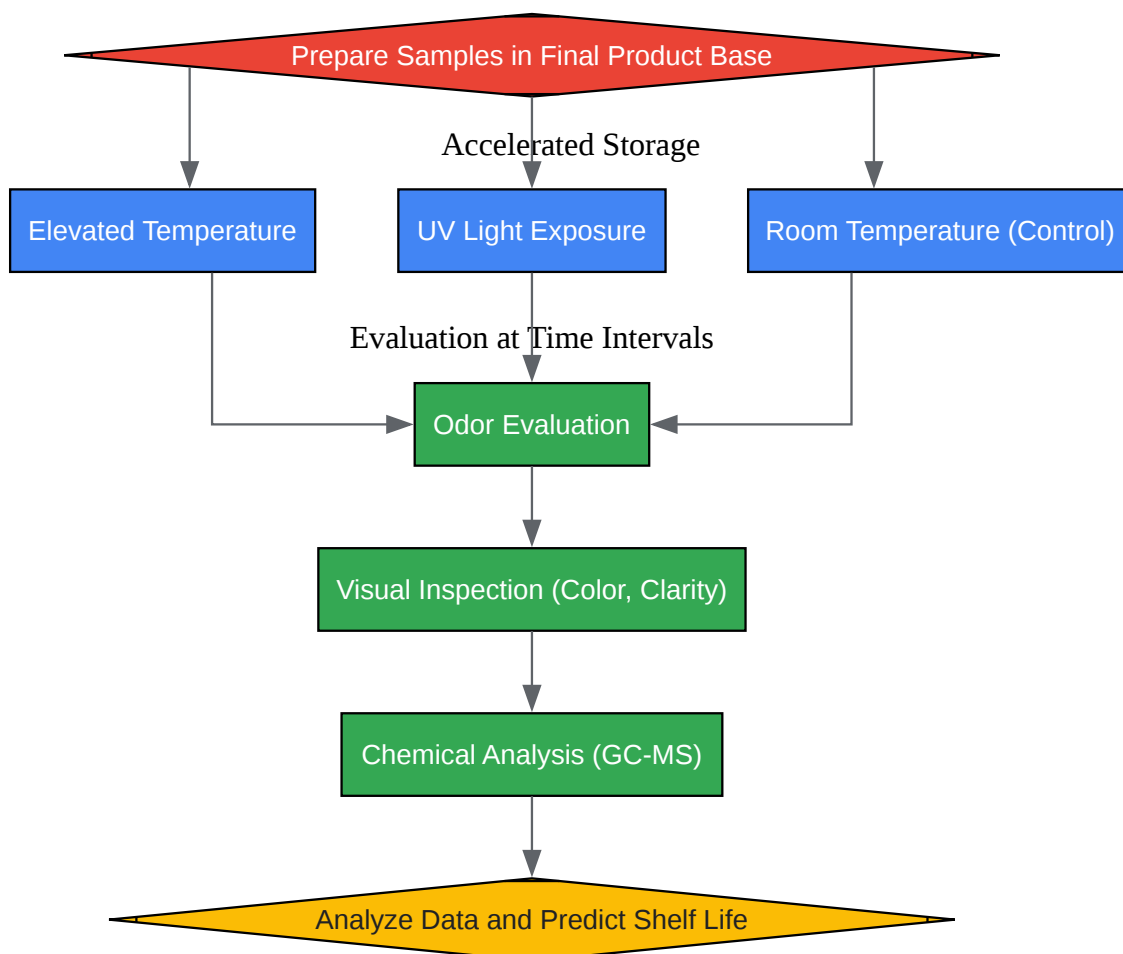 Prepare Samples in Final Product Base
Accelerated Storage
Elevated Temperature
UV Light Exposure
Room Temperature (Control)
Evaluation at Time Intervals
Odor Evaluation
Visual Inspection (Color, Clarity)
Chemical Analysis (GC-MS)
Analyze Data and Predict Shelf Life